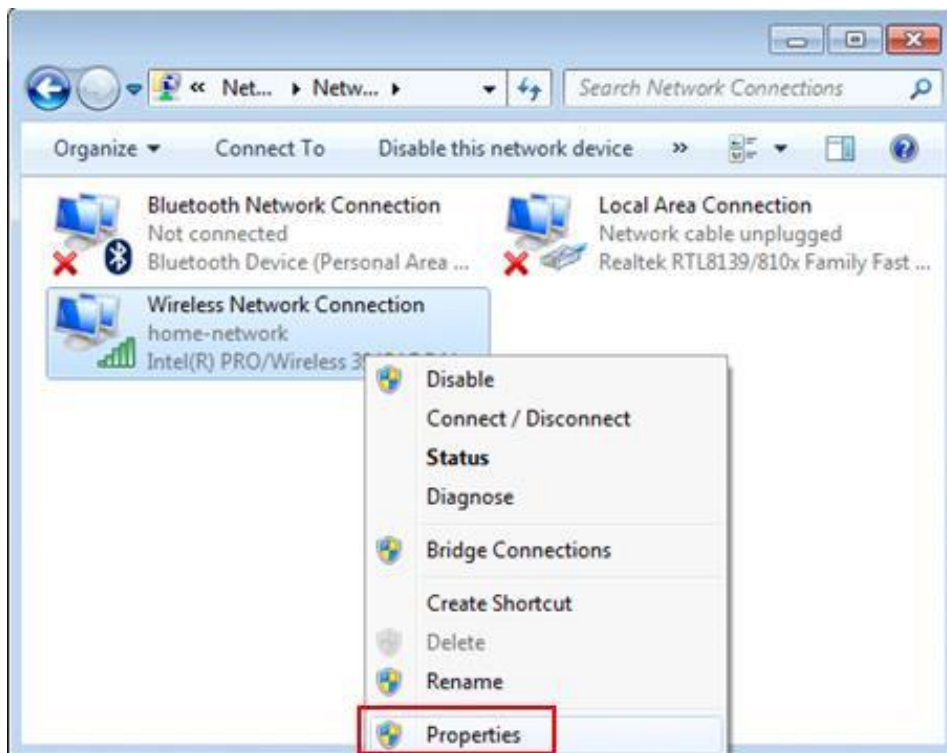 « Net... Netw...
Search Network Connections
Organize Connect To Disable this network device »
Bluetooth Network Connection
Not connected
Bluetooth Device (Personal Area ...
Local Area Connection
Network cable unplugged
Realtek RTL8139/810x Family Fast ...
Wireless Network Connection
home-network
Intel(R) PRO/Wireless
Disable
Connect / Disconnect
Status
Diagnose
Bridge Connections
Create Shortcut
Delete
Rename
Properties